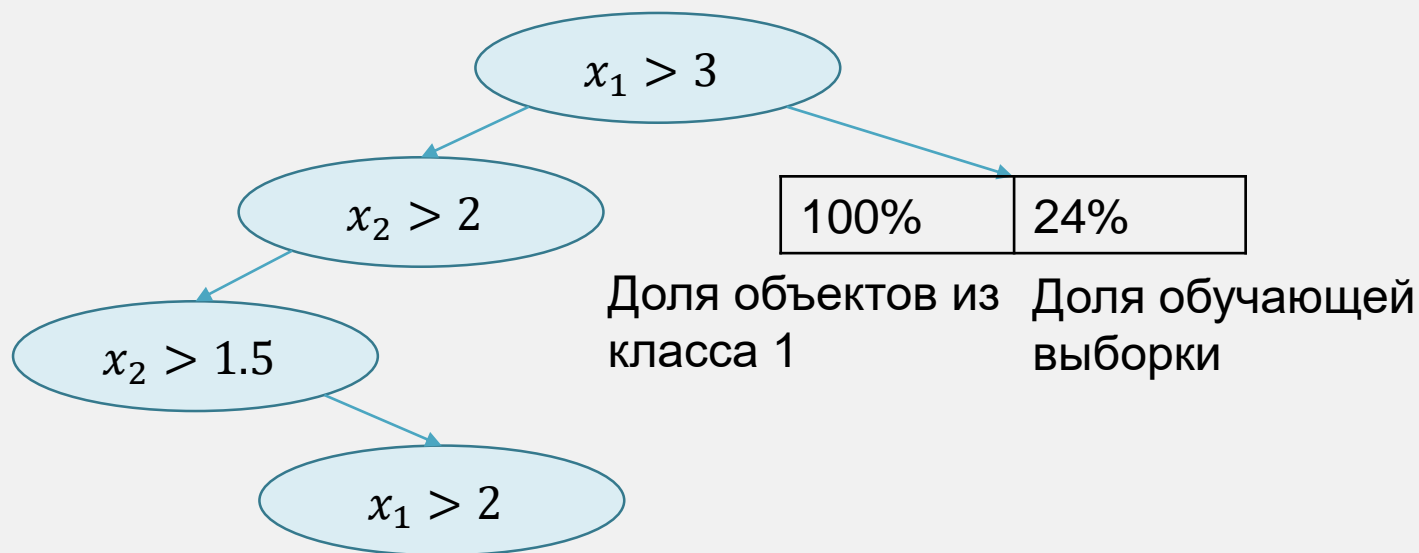 x₁ > 3
x₂ > 2
100% 24%
Доля объектов из Доля обучающей
класса 1 выборки
x₂ > 1.5
x₁ > 2